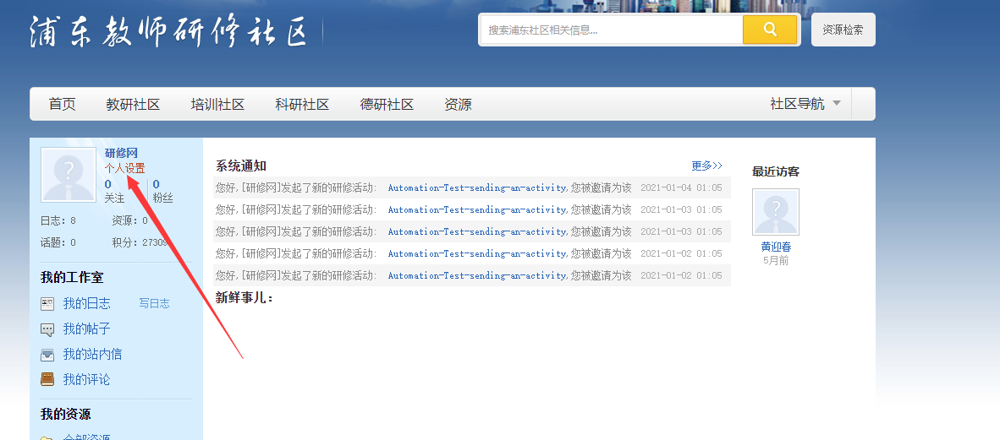 浦东教师研修社区
搜索浦东社区相关信息...
资源检索
首页 教研社区 培训社区 科研社区 德研社区 资源 社区导航
研修网
个人设置
0 0
关注 粉丝
日志：8 资源：0
话题：0 积分：27309
我的工作室
我的日志 写日志
我的帖子
我的站内信
我的评论
我的资源
全部资源
系统通知 更多>>
您好,[研修网]发起了新的研修活动： Automation-Test-sending-an-activity,您被邀请为该 2021-01-04 01:05
您好,[研修网]发起了新的研修活动： Automation-Test-sending-an-activity,您被邀请为该 2021-01-03 01:05
您好,[研修网]发起了新的研修活动： Automation-Test-sending-an-activity,您被邀请为该 2021-01-03 01:05
您好,[研修网]发起了新的研修活动： Automation-Test-sending-an-activity,您被邀请为该 2021-01-02 01:05
您好,[研修网]发起了新的研修活动： Automation-Test-sending-an-activity,您被邀请为该 2021-01-02 01:05
新鲜事儿：
最近访客
黄迎春
5月前